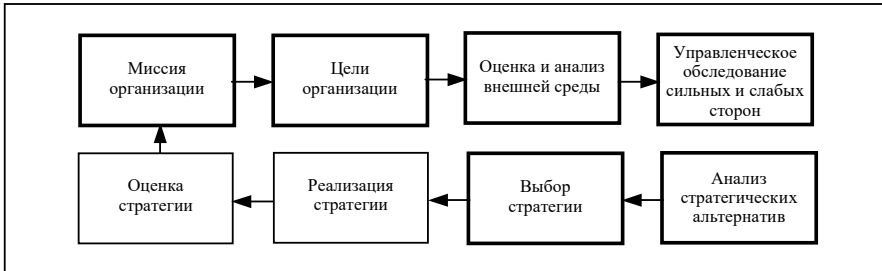 Миссия
организации
Цели
организации
Оценка и анализ
внешней среды
Управленческое
обследование
сильных и слабых
сторон
Оценка
стратегии
Реализация
стратегии
Выбор
стратегии
Анализ
стратегических
альтернатив